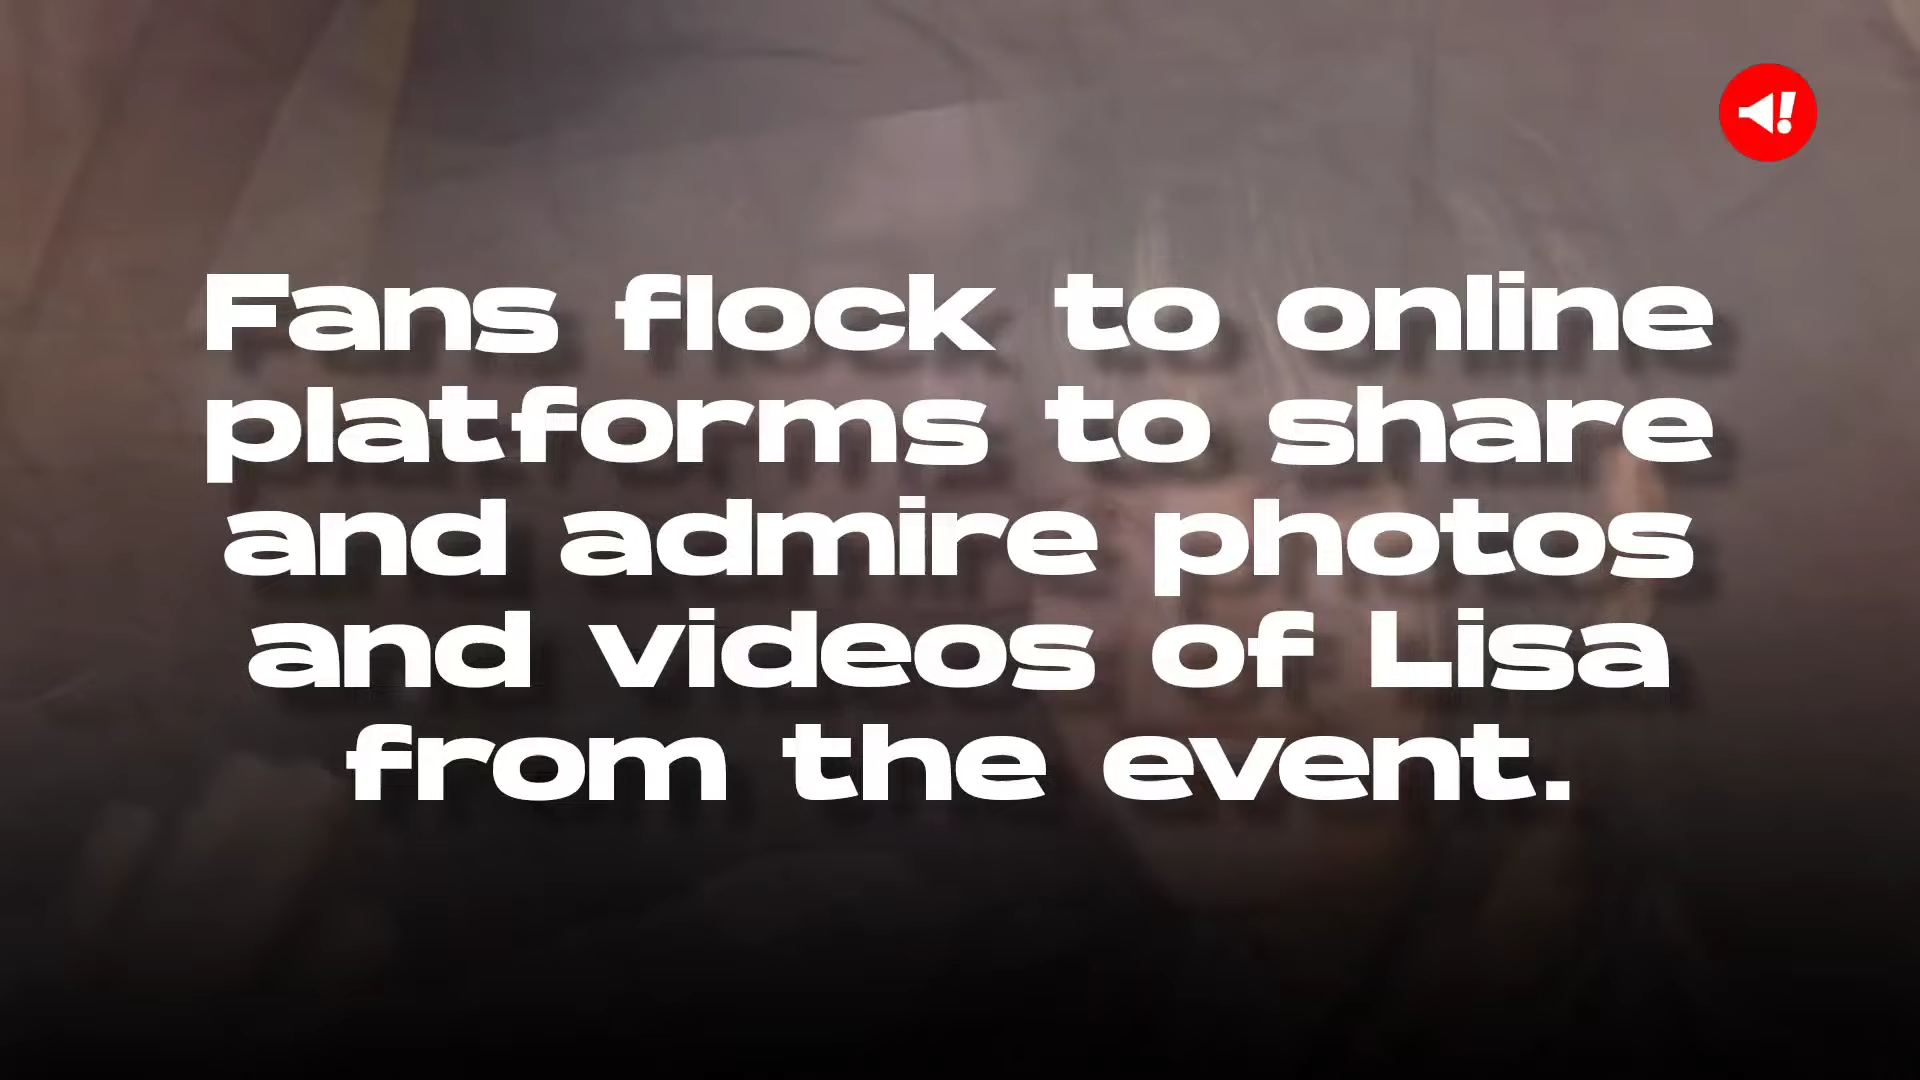 Fans flock to online
platforms to share
and admire photos
and videos of Lisa
from the event.